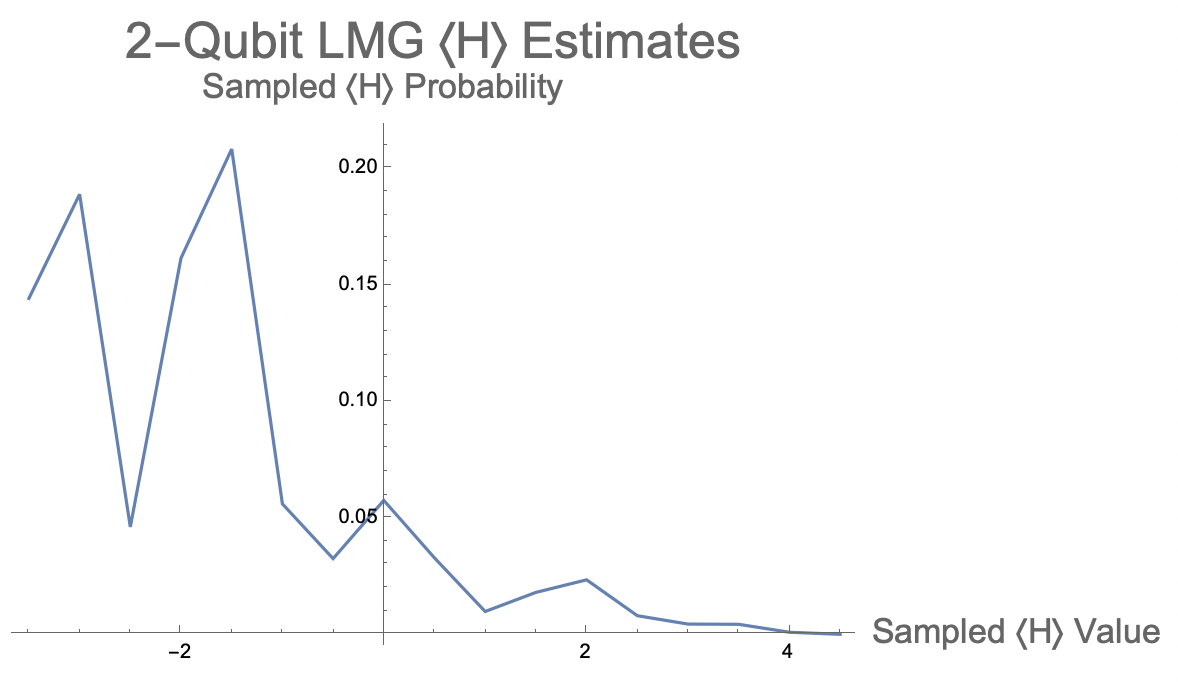 2−Qubit LMG ⟨H⟩ Estimates
Sampled ⟨H⟩ Probability
0.20
0.15
0.10
0.05
Sampled ⟨H⟩ Value
−2 2 4